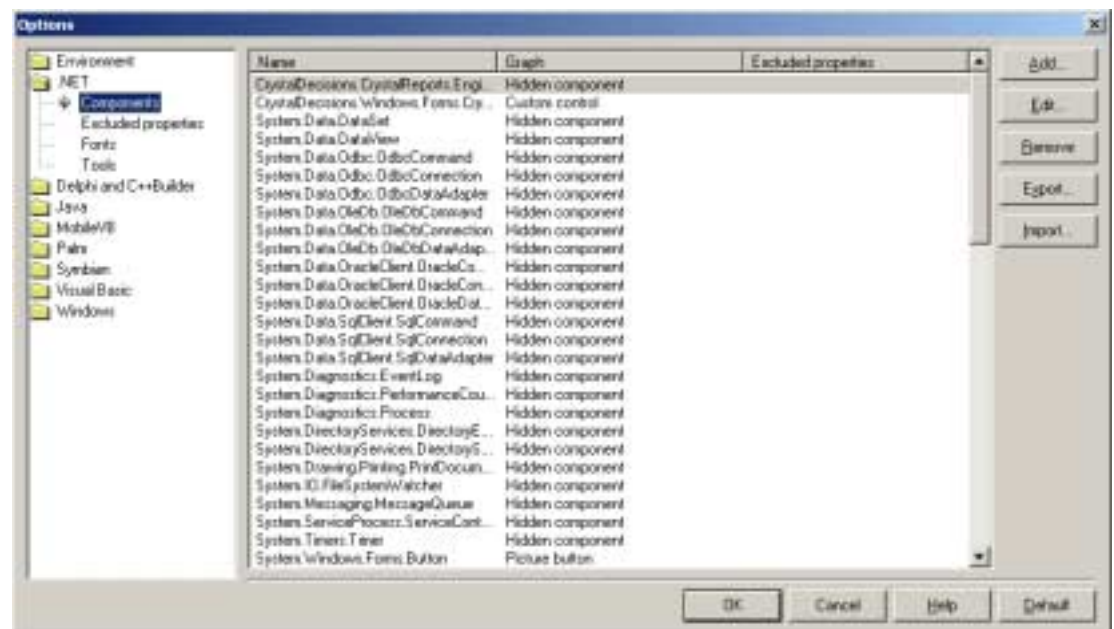 Options
Environment
.NET
Components
Excluded properties
Fonts
Tools
Delphi and C++Builder
Java
MobileVB
Palm
Symbian
Visual Basic
Windows
Name Graph Excluded properties
CrystalDecisions.CrystalReports.Engi... Hidden component
CrystalDecisions.Windows.Forms.Cry... Custom control
System.Data.DataSet Hidden component
System.Data.DataView Hidden component
System.Data.Odbc.OdbcCommand Hidden component
System.Data.Odbc.OdbcConnection Hidden component
System.Data.Odbc.OdbcDataAdapter Hidden component
System.Data.OleDb.OleDbCommand Hidden component
System.Data.OleDb.OleDbConnection Hidden component
System.Data.OleDb.OleDbDataAdap... Hidden component
System.Data.OracleClient.OracleCo... Hidden component
System.Data.OracleClient.OracleCon... Hidden component
System.Data.OracleClient.OracleDat... Hidden component
System.Data.SqlClient.SqlCommand Hidden component
System.Data.SqlClient.SqlConnection Hidden component
System.Data.SqlClient.SqlDataAdapter Hidden component
System.Diagnostics.EventLog Hidden component
System.Diagnostics.PerformanceCou... Hidden component
System.Diagnostics.Process Hidden component
System.DirectoryServices.DirectoryE... Hidden component
System.DirectoryServices.DirectoryS... Hidden component
System.Drawing.Printing.PrintDocum... Hidden component
System.IO.FileSystemWatcher Hidden component
System.Messaging.MessageQueue Hidden component
System.ServiceProcess.ServiceCont... Hidden component
System.Timers.Timer Hidden component
System.Windows.Forms.Button Picture button
Add...
Edit...
Remove
Export...
Import...
OK Cancel Help Default